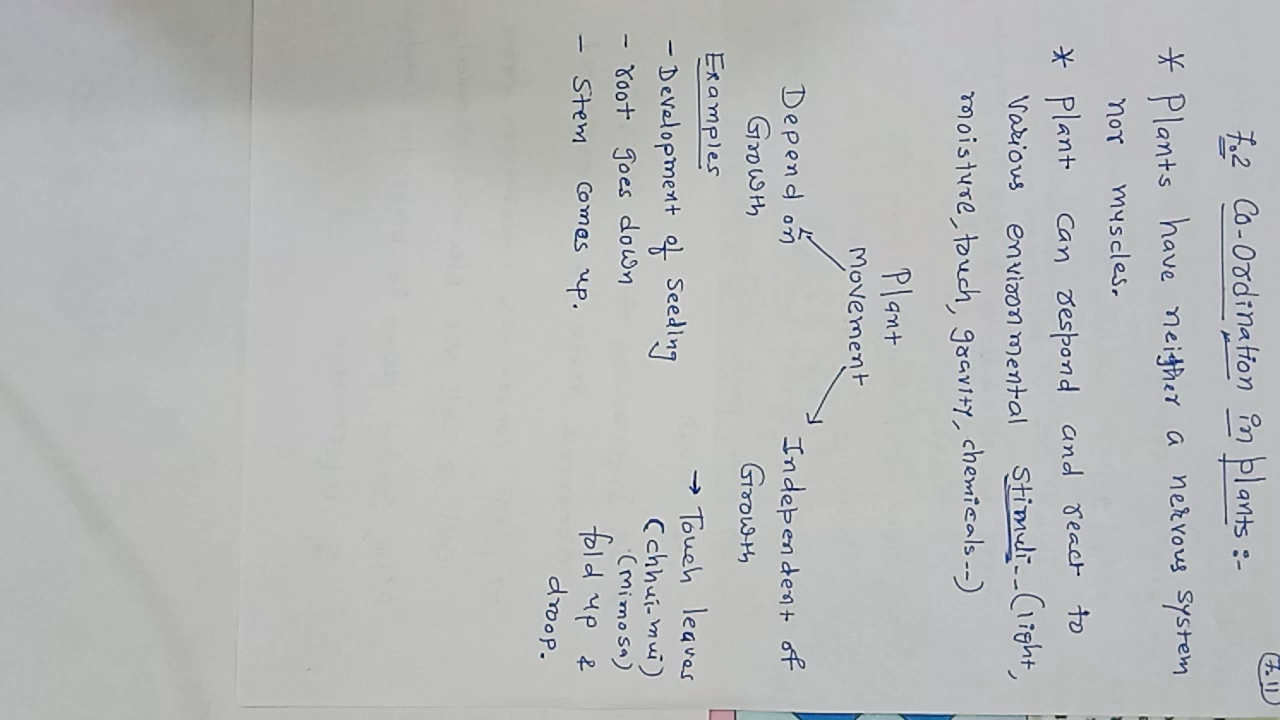 7.11
7.2 Co-Ordination in plants :-
* Plants have neither a nervous system
nor muscles.
* Plant can respond and react to
various environmental stimuli--(light,
moisture, touch, gravity, chemicals--)
Plant
Movement
Depend on
Growth
Independent of
Growth
Examples
- Development of Seeding
- root goes down
- Stem comes up.
→ Touch leaves
(chhui-mui)
(mimosa)
fold up &
droop.